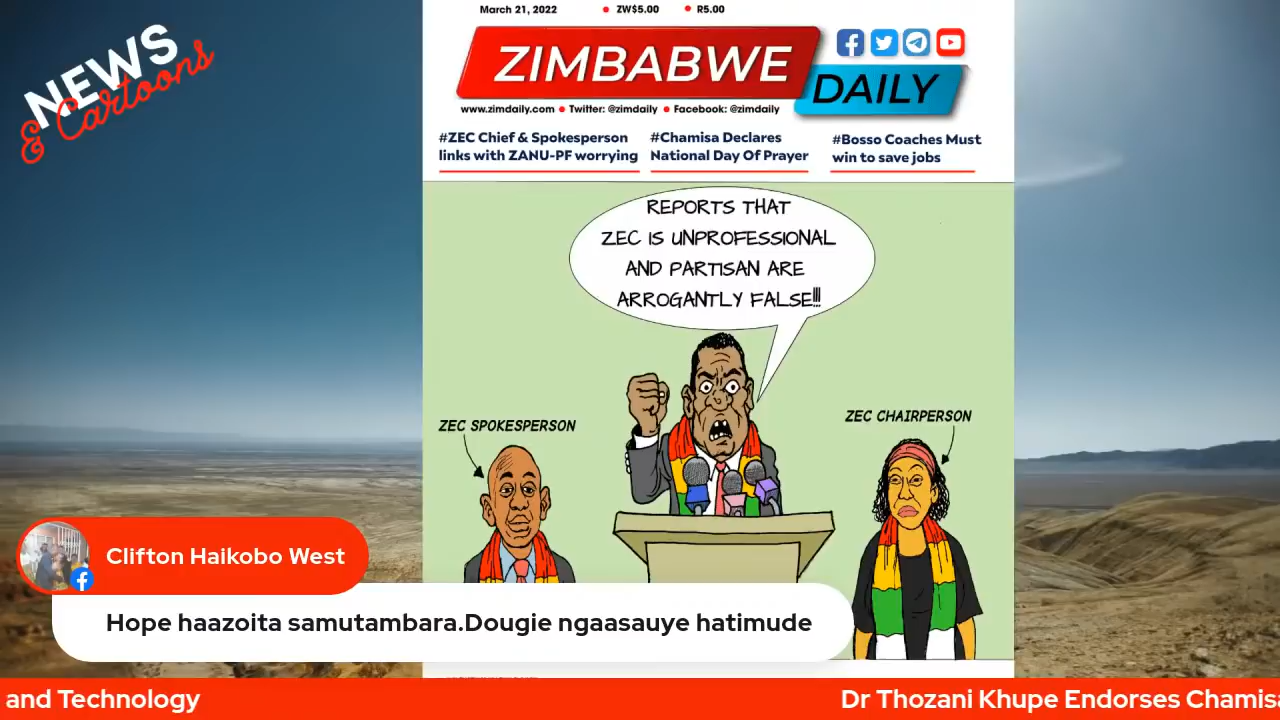 NEWS
& Cartoons
March 21, 2022 • ZW$5.00 • R5.00
ZIMBABWE
DAILY
www.zimdaily.com • Twitter: @zimdaily • Facebook: @zimdaily
#ZEC Chief & Spokesperson
links with ZANU-PF worrying
#Chamisa Declares
National Day Of Prayer
#Bosso Coaches Must
win to save jobs
REPORTS THAT
ZEC IS UNPROFESSIONAL
AND PARTISAN ARE
ARROGANTLY FALSE!!!
ZEC SPOKESPERSON
ZEC CHAIRPERSON
Clifton Haikobo West
Hope haazoita samutambara.Dougie ngaasauye hatimude
and Technology
Dr Thozani Khupe Endorses Chamisa